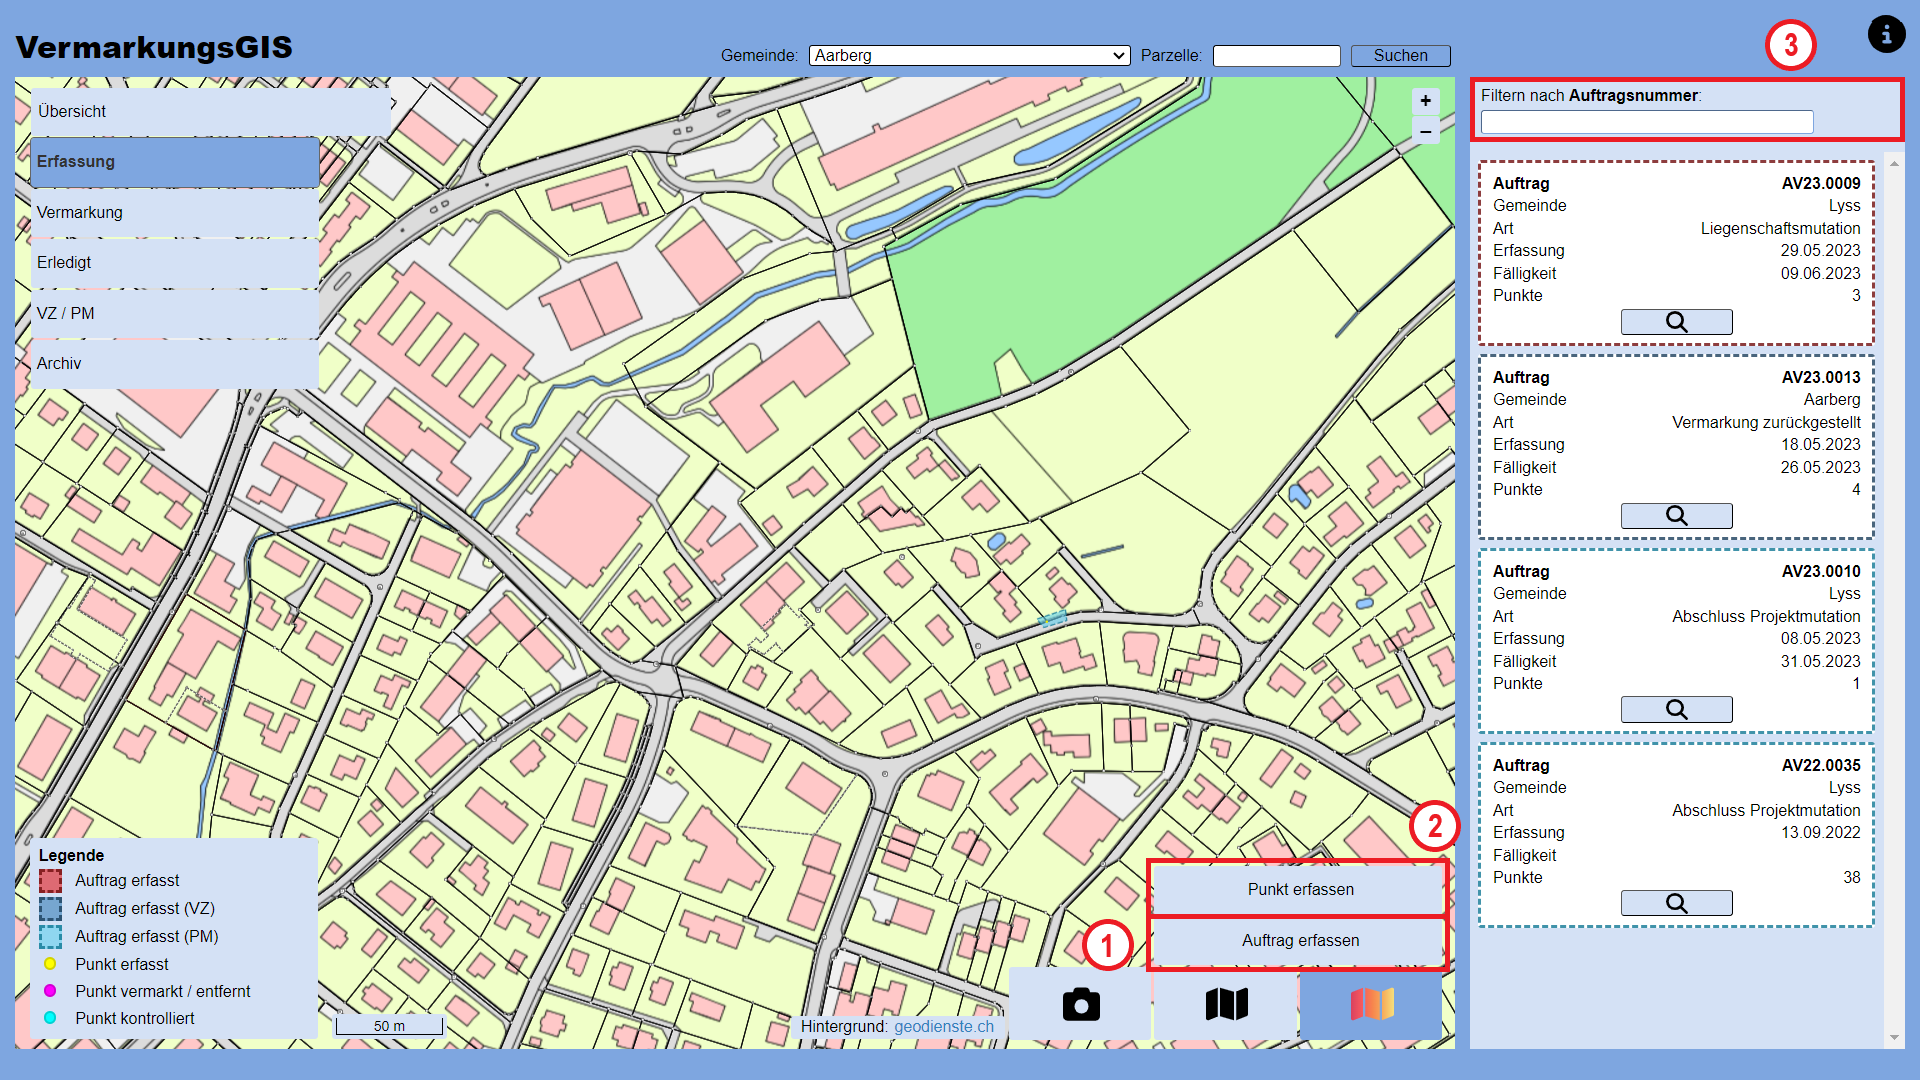 VermarkungsGIS
Gemeinde: Aarberg Parzelle: Suchen
3
Übersicht
Erfassung
Vermarkung
Erledigt
VZ / PM
Archiv
+
−
Filtern nach Auftragsnummer:
Auftrag AV23.0009
Gemeinde Lyss
Art Liegenschaftsmutation
Erfassung 29.05.2023
Fälligkeit 09.06.2023
Punkte 3
Auftrag AV23.0013
Gemeinde Aarberg
Art Vermarkung zurückgestellt
Erfassung 18.05.2023
Fälligkeit 26.05.2023
Punkte 4
Auftrag AV23.0010
Gemeinde Lyss
Art Abschluss Projektmutation
Erfassung 08.05.2023
Fälligkeit 31.05.2023
Punkte 1
Auftrag AV22.0035
Gemeinde Lyss
Art Abschluss Projektmutation
Erfassung 13.09.2022
Fälligkeit
Punkte 38
Legende
Auftrag erfasst
Auftrag erfasst (VZ)
Auftrag erfasst (PM)
Punkt erfasst
Punkt vermarkt / entfernt
Punkt kontrolliert
50 m
2
Punkt erfassen
1
Auftrag erfassen
Hintergrund: geodienste.ch